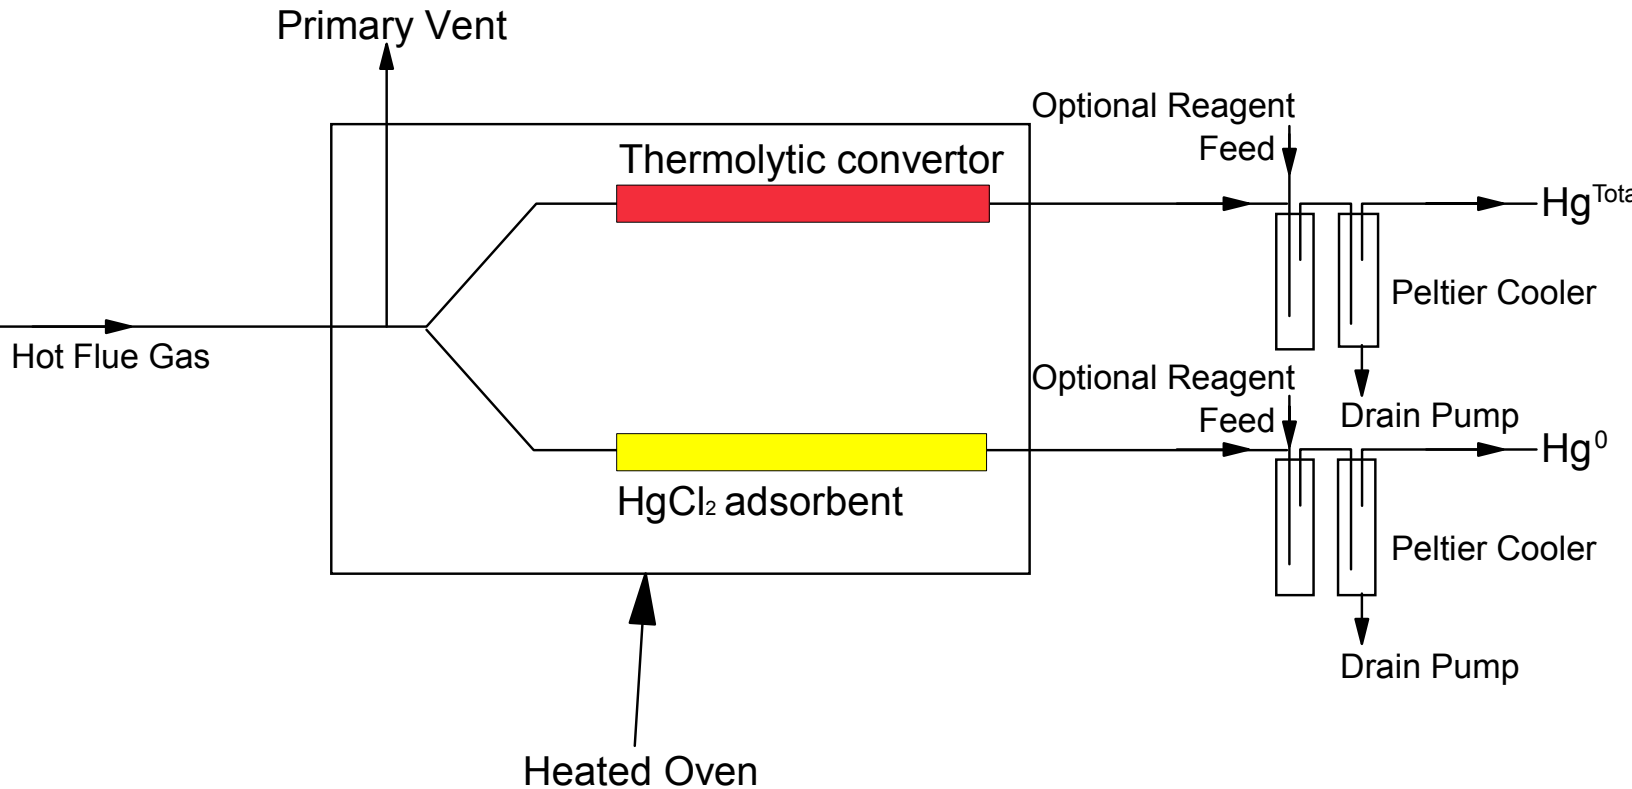 Primary Vent
Optional Reagent
Feed
Thermolytic convertor
Hg^Tota
Peltier Cooler
Hot Flue Gas
Optional Reagent
Feed
Drain Pump
Hg⁰
HgCl₂ adsorbent
Peltier Cooler
Drain Pump
Heated Oven